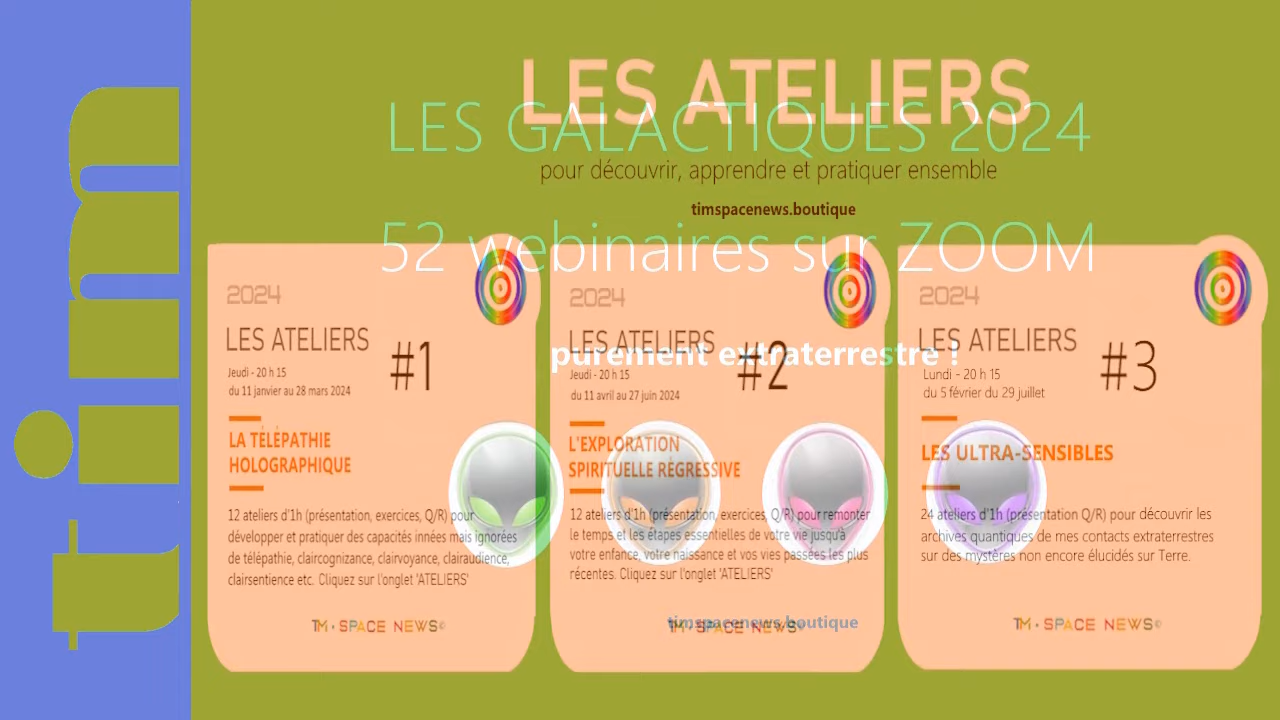 tim
LES ATELIERS
LES GALACTIQUES 2024
pour découvrir, apprendre et pratiquer ensemble
timspacenews.boutique
52 webinaires sur ZOOM
purement extraterrestre !
2024
LES ATELIERS
#1
Jeudi - 20 h 15
du 11 janvier au 28 mars 2024
LA TÉLÉPATHIE
HOLOGRAPHIQUE
12 ateliers d'1h (présentation, exercices, Q/R) pour
développer et pratiquer des capacités innées mais ignorées
de télépathie, claircognizance, clairvoyance, clairaudience,
clairsentience etc. Cliquez sur l'onglet 'ATELIERS'
TM • SPACE NEWS©
2024
LES ATELIERS
#2
Jeudi - 20 h 15
du 11 avril au 27 juin 2024
L'EXPLORATION
SPIRITUELLE RÉGRESSIVE
12 ateliers d'1h (présentation, exercices, Q/R) pour remonter
le temps et les étapes essentielles de votre vie jusqu'à
votre enfance, votre naissance et vos vies passées les plus
récentes. Cliquez sur l'onglet 'ATELIERS'
TM • SPACE NEWS©
timspacenews.boutique
2024
LES ATELIERS
#3
Lundi - 20 h 15
du 5 février du 29 juillet
LES ULTRA-SENSIBLES
24 ateliers d'1h (présentation Q/R) pour découvrir les
archives quantiques de mes contacts extraterrestres
sur des mystères non encore élucidés sur Terre.
TM • SPACE NEWS©